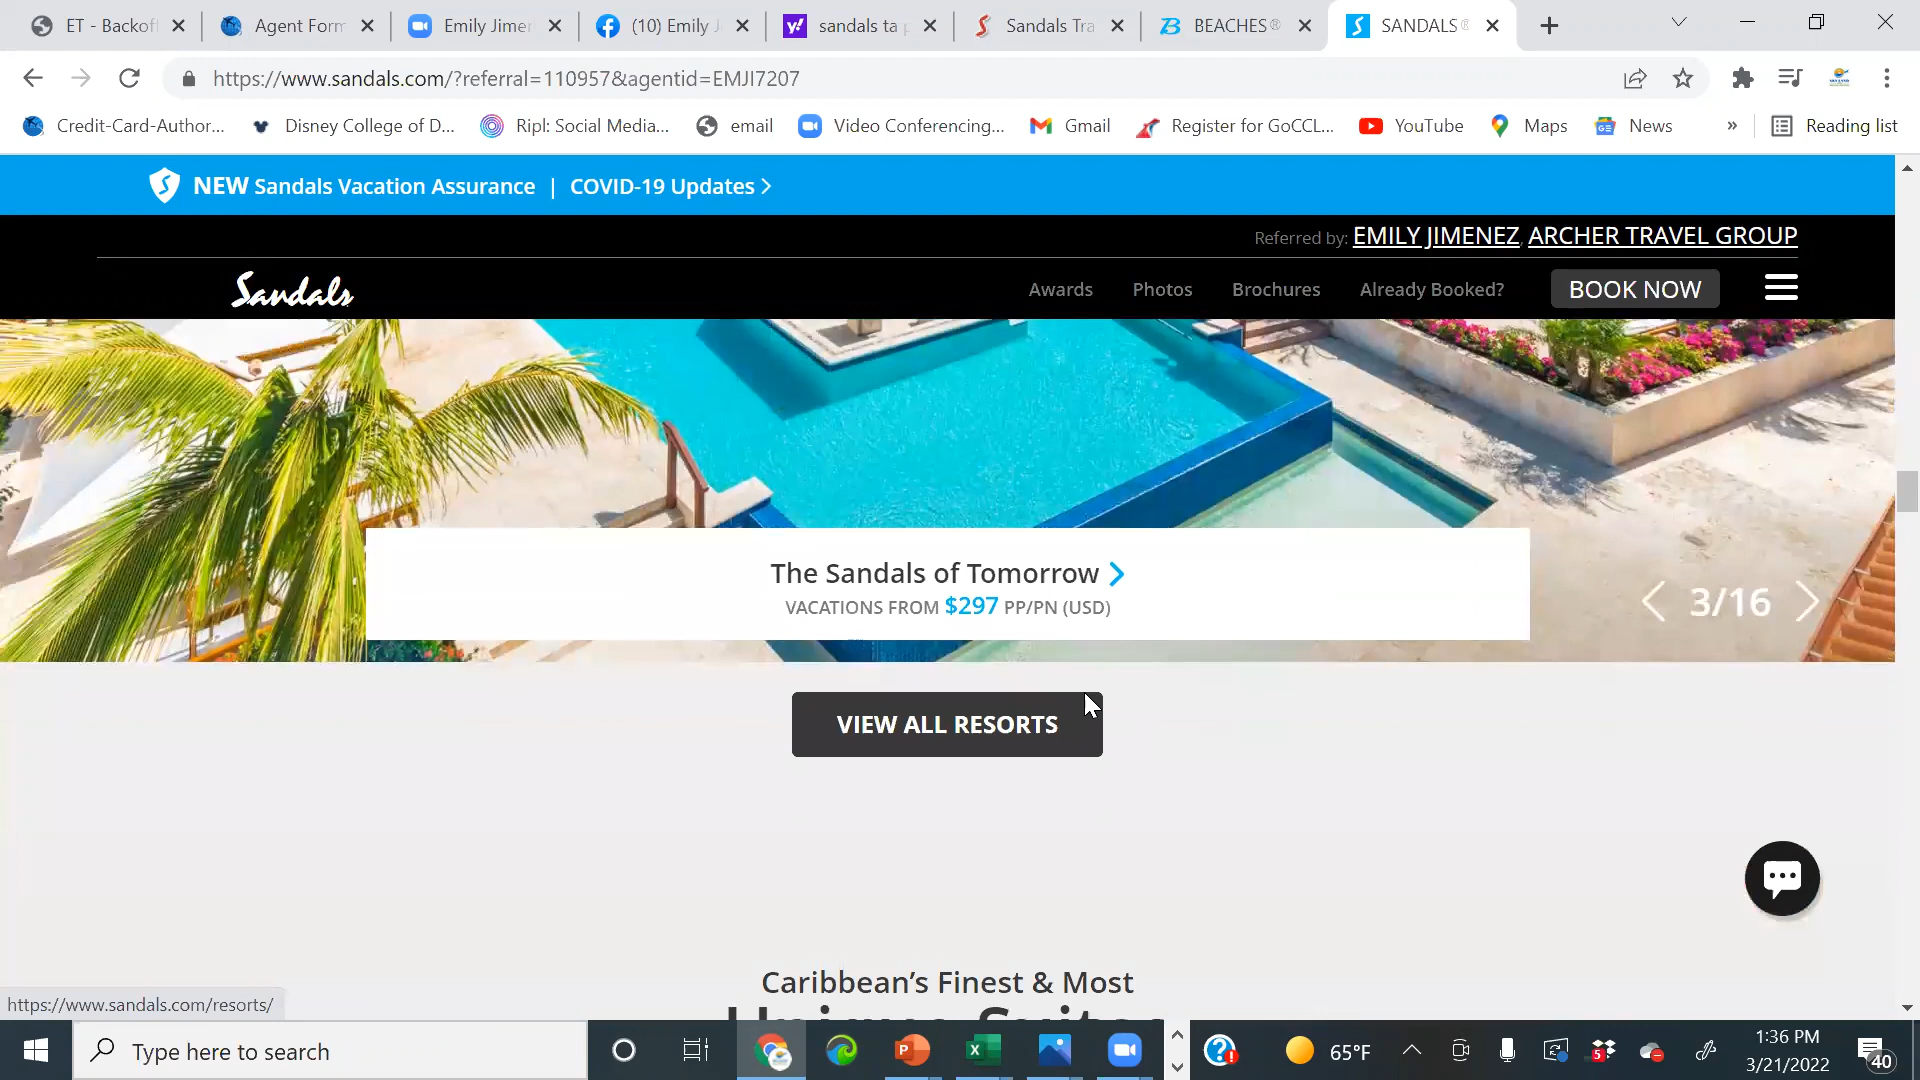 ET - Backof
Agent Form
Emily Jimer
(10) Emily J
sandals ta p
Sandals Tra
BEACHES®
SANDALS®
https://www.sandals.com/?referral=110957&agentid=EMJI7207
Credit-Card-Author...
Disney College of D...
Ripl: Social Media...
email
Video Conferencing...
Gmail
Register for GoCCL...
YouTube
Maps
News
»
Reading list
NEW Sandals Vacation Assurance | COVID-19 Updates >
Referred by: EMILY JIMENEZ, ARCHER TRAVEL GROUP
Sandals
Awards
Photos
Brochures
Already Booked?
BOOK NOW
The Sandals of Tomorrow >
VACATIONS FROM $297 PP/PN (USD)
3/16
VIEW ALL RESORTS
Caribbean's Finest & Most
Unique Suites
https://www.sandals.com/resorts/
Type here to search
65°F
5
1:36 PM
3/21/2022
40